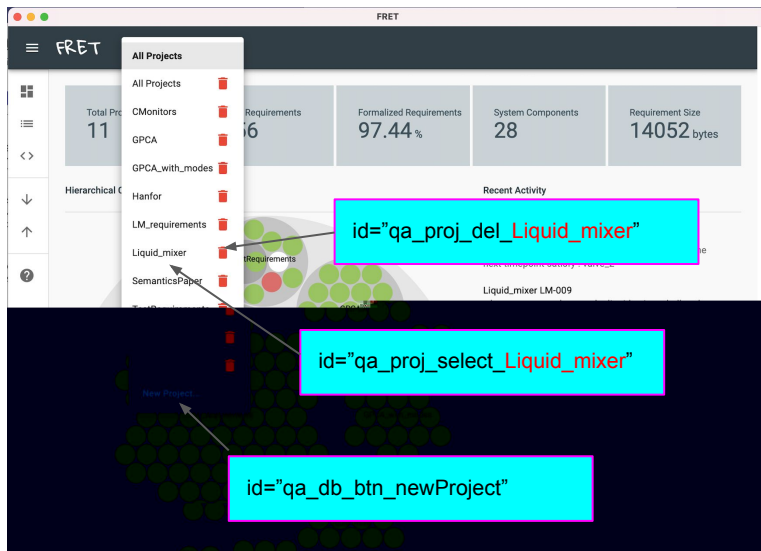 FRET
FRET
All Projects
All Projects
CMonitors
GPCA
GPCA_with_modes
Hanfor
LM_requirements
Liquid_mixer
SemanticsPaper
New Project...
Total Pro
11
Requirements
Formalized Requirements
97.44 %
System Components
28
Requirement Size
14052 bytes
Hierarchical C
Recent Activity
Liquid_mixer LM-009
id="qa_proj_del_Liquid_mixer"
id="qa_proj_select_Liquid_mixer"
id="qa_db_btn_newProject"